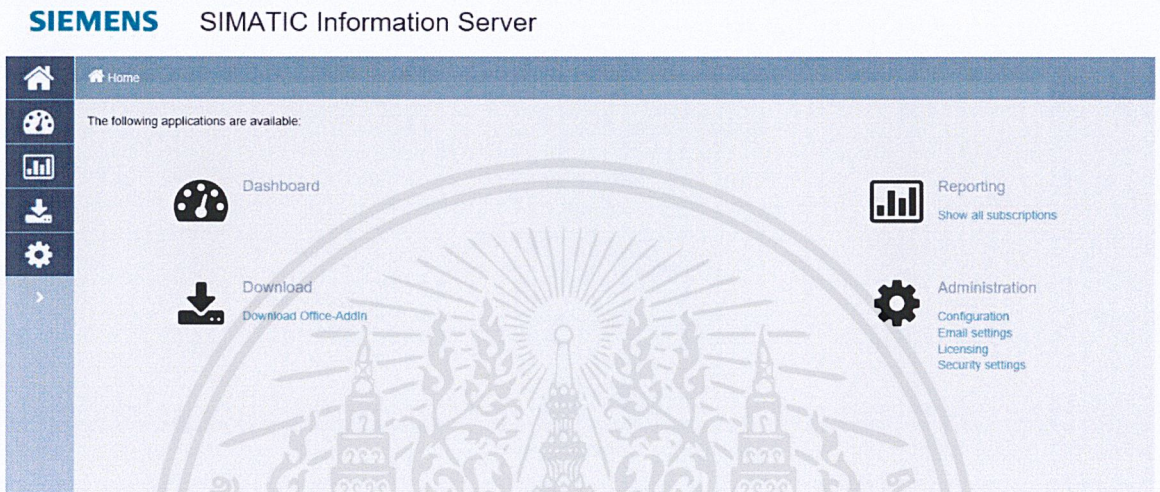 SIEMENS SIMATIC Information Server
Home
The following applications are available:
Dashboard
Reporting
Show all subscriptions
Download
Download Office-AddIn
Administration
Configuration
Email settings
Licensing
Security settings